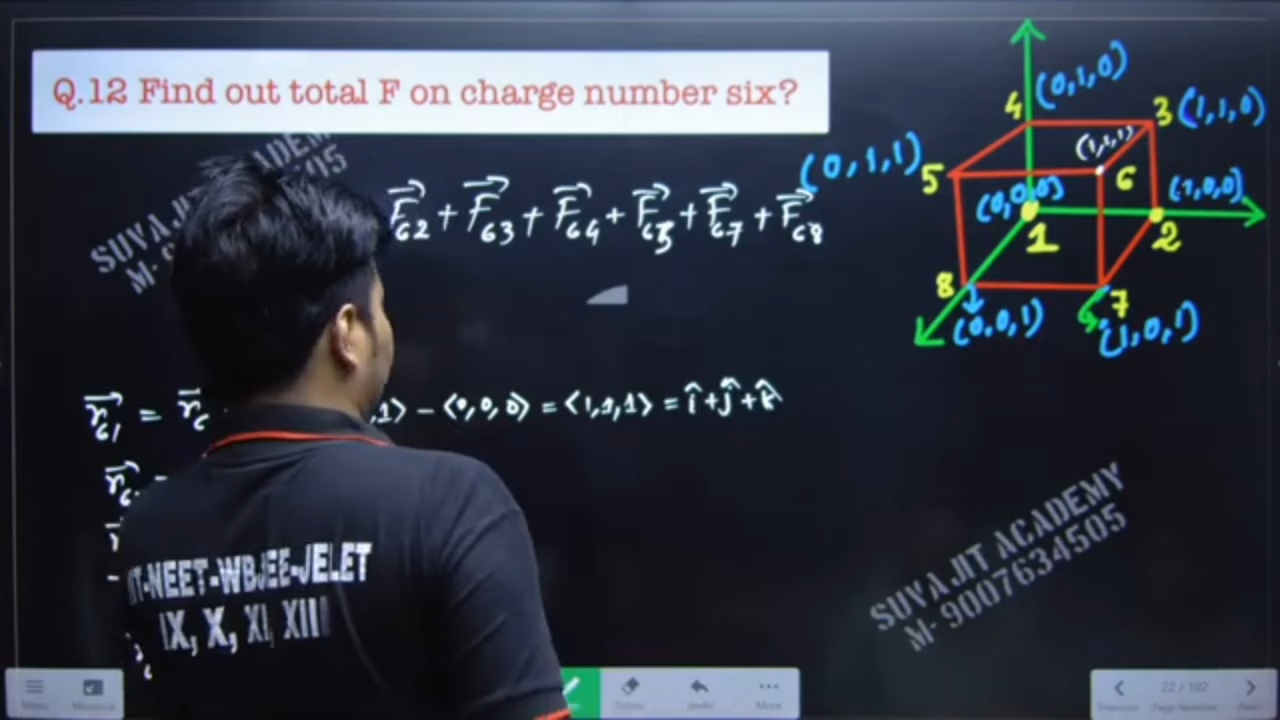 Q.12 Find out total F on charge number six?
(0,1,0)
4
3 (1,1,0)
(1,1,1)
(0,1,1) 5
6
(1,0,0)
(0,0,0)
1
2
8
7
(0,0,1)
(1,0,1)
F62 + F63 + F64 + F65 + F67 + F68
r61 = r6 ,1> - <0,0,0> = <1,1,1> = î+ĵ+k̂
SUVAJIT ACADEMY
M- 9007634505
IT-NEET-WBJEE-JELET
IX, X, XI, XII
22 / 102